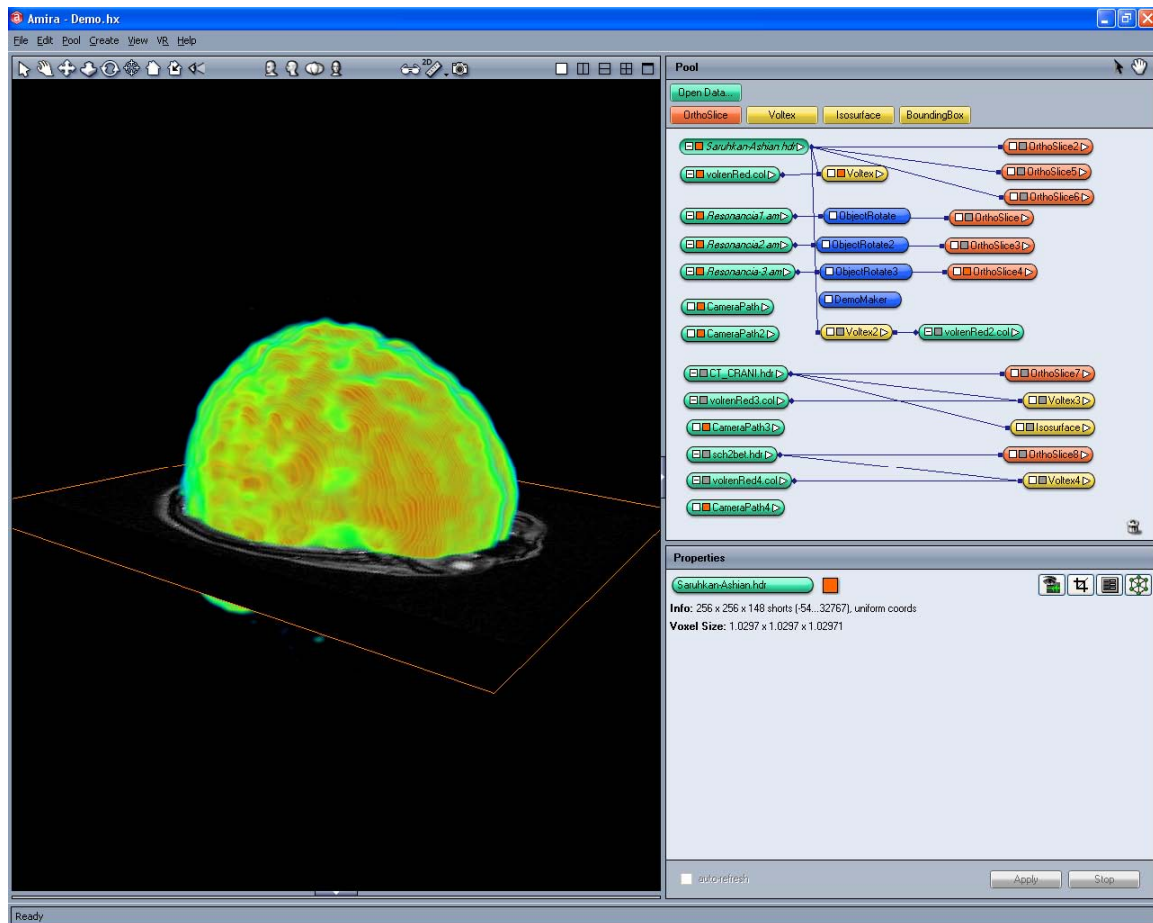 Amira - Demo.hx
File Edit Pool Create View VR Help
2D
Pool
Open Data...
OrthoSlice Voltex Isosurface BoundingBox
Saruhkan-Ashian.hdr OrthoSlice2
volrenRed.col Voltex OrthoSlice5
OrthoSlice6
Resonancia1.am ObjectRotate OrthoSlice
Resonancia2.am ObjectRotate2 OrthoSlice3
Resonancia-3.am ObjectRotate3 OrthoSlice4
CameraPath DemoMaker
CameraPath2 Voltex2 volrenRed2.col
CT_CRANI.hdr OrthoSlice7
volrenRed3.col Voltex3
CameraPath3 Isosurface
sch2bet.hdr OrthoSlice8
volrenRed4.col Voltex4
CameraPath4
Properties
Saruhkan-Ashian.hdr
Info: 256 x 256 x 148 shorts (-54...32767), uniform coords
Voxel Size: 1.0297 x 1.0297 x 1.02971
auto-refresh Apply Stop
Ready